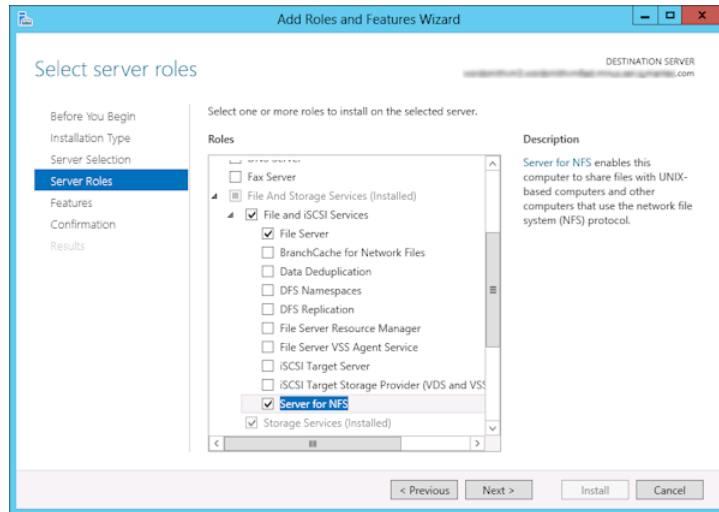 Add Roles and Features Wizard
Select server roles
DESTINATION SERVER
.com
Before You Begin
Installation Type
Server Selection
Server Roles
Features
Confirmation
Results
Select one or more roles to install on the selected server.
Roles
Fax Server
File And Storage Services (Installed)
File and iSCSI Services
File Server
BranchCache for Network Files
Data Deduplication
DFS Namespaces
DFS Replication
File Server Resource Manager
File Server VSS Agent Service
iSCSI Target Server
iSCSI Target Storage Provider (VDS and VSS
Server for NFS
Storage Services (Installed)
Description
Server for NFS enables this
computer to share files with UNIX-
based computers and other
computers that use the network file
system (NFS) protocol.
< Previous
Next >
Install
Cancel